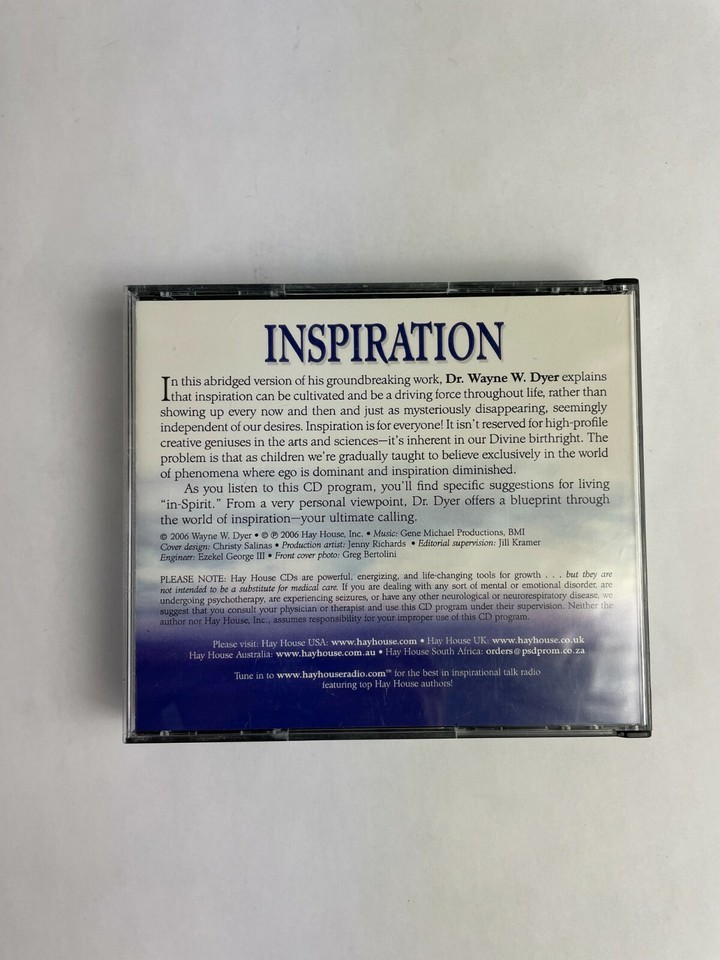 INSPIRATION
In this abridged version of his groundbreaking work, Dr. Wayne W. Dyer explains
that inspiration can be cultivated and be a driving force throughout life, rather than
showing up every now and then and just as mysteriously disappearing, seemingly
independent of our desires. Inspiration is for everyone! It isn't reserved for high-profile
creative geniuses in the arts and sciences—it's inherent in our Divine birthright. The
problem is that as children we're gradually taught to believe exclusively in the world
of phenomena where ego is dominant and inspiration diminished.
As you listen to this CD program, you'll find specific suggestions for living
"in-Spirit." From a very personal viewpoint, Dr. Dyer offers a blueprint through
the world of inspiration—your ultimate calling.
© 2006 Wayne W. Dyer • © ℗ 2006 Hay House, Inc. • Music: Gene Michael Productions, BMI
Cover design: Christy Salinas • Production artist: Jenny Richards • Editorial supervision: Jill Kramer
Engineer: Ezekel George III • Front cover photo: Greg Bertolini
PLEASE NOTE: Hay House CDs are powerful, energizing, and life-changing tools for growth . . . but they are
not intended to be a substitute for medical care. If you are dealing with any sort of mental or emotional disorder, are
undergoing psychotherapy, are experiencing seizures, or have any other neurological or neurorespiratory disease, we
suggest that you consult your physician or therapist and use this CD program under their supervision. Neither the
author nor Hay House, Inc., assumes responsibility for your improper use of this CD program.
Please visit: Hay House USA: www.hayhouse.com • Hay House UK: www.hayhouse.co.uk
Hay House Australia: www.hayhouse.com.au • Hay House South Africa: orders@psdprom.co.za
Tune in to www.hayhouseradio.com™ for the best in inspirational talk radio
featuring top Hay House authors!